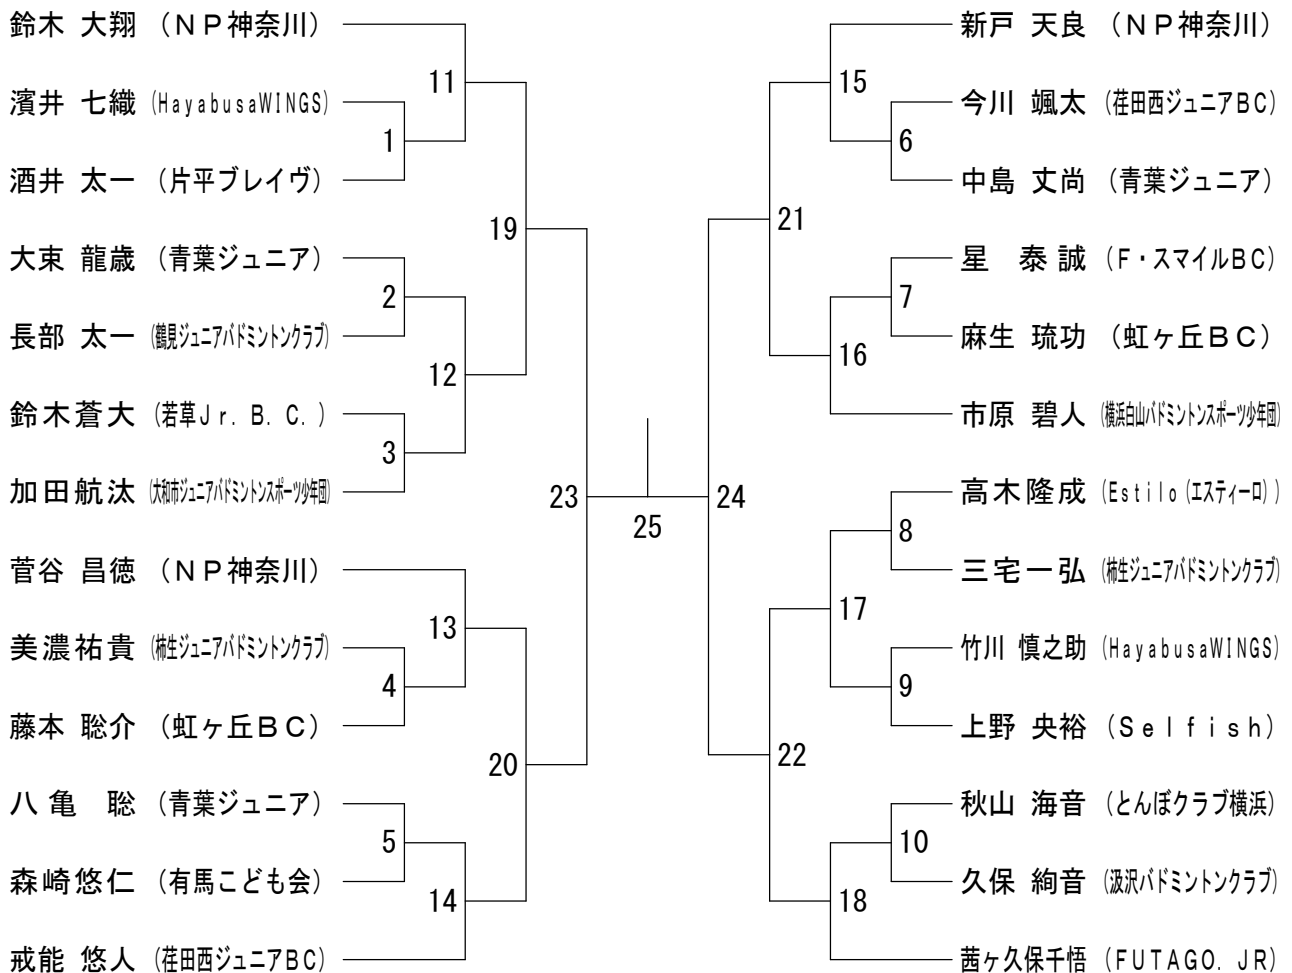 鈴木 大翔 (ＮＰ神奈川)
11
濱井 七織 (HayabusaWINGS)
1
酒井 太一 (片平ブレイヴ)
19
大束 龍歳 (青葉ジュニア)
2
長部 太一 (鶴見ジュニアバドミントンクラブ)
12
鈴木蒼大 (若草Jr. B. C. )
3
加田航汰 (大和市ジュニアバドミントンスポーツ少年団)
23
菅谷 昌徳 (ＮＰ神奈川)
13
美濃祐貴 (柿生ジュニアバドミントンクラブ)
4
藤本 聡介 (虹ヶ丘ＢＣ)
20
八亀 聡 (青葉ジュニア)
5
森崎悠仁 (有馬こども会)
14
戒能 悠人 (荏田西ジュニアBC)
25
新戸 天良 (ＮＰ神奈川)
15
今川 颯太 (荏田西ジュニアBC)
6
中島 丈尚 (青葉ジュニア)
21
星 泰誠 (F・スマイルBC)
7
麻生 琉功 (虹ヶ丘ＢＣ)
16
市原 碧人 (横浜白山バドミントンスポーツ少年団)
24
高木隆成 (Estilo(エスティーロ))
8
三宅一弘 (柿生ジュニアバドミントンクラブ)
17
竹川 慎之助 (HayabusaWINGS)
9
上野 央裕 (Selfish)
22
秋山 海音 (とんぼクラブ横浜)
10
久保 絢音 (汲沢バドミントンクラブ)
18
茜ヶ久保千悟 (FUTAGO. JR)